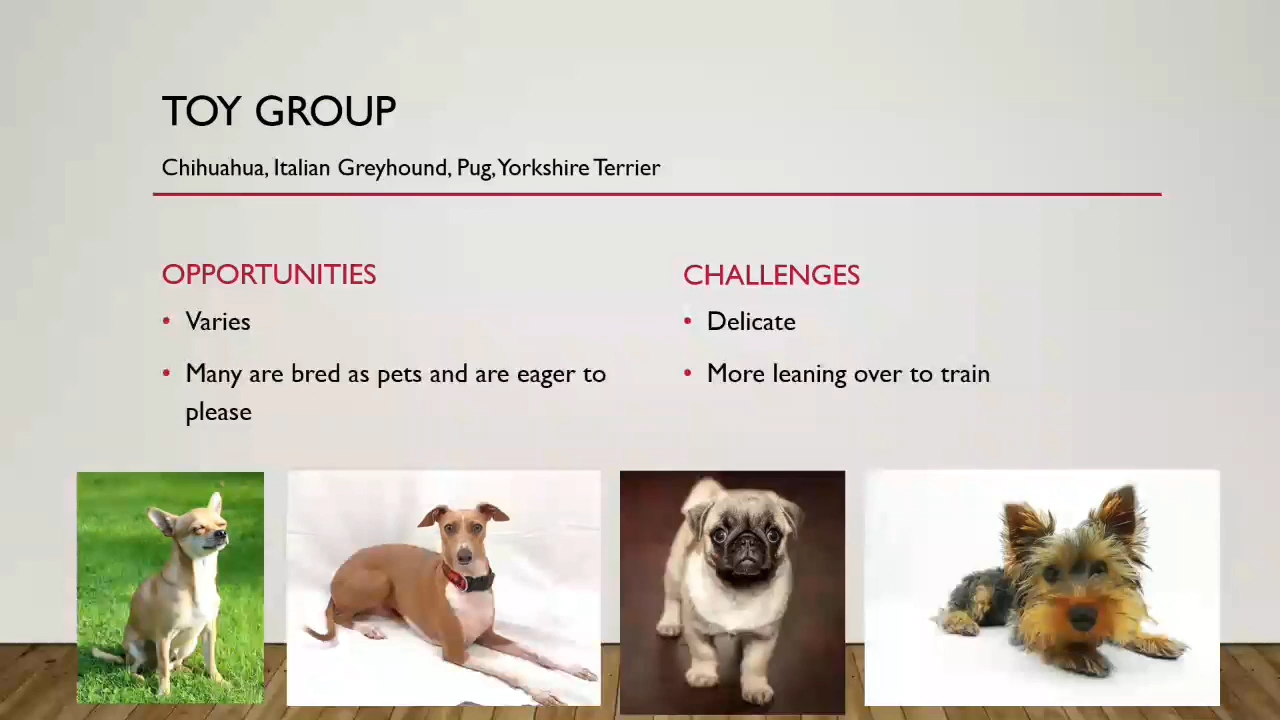 TOY GROUP
Chihuahua, Italian Greyhound, Pug, Yorkshire Terrier
OPPORTUNITIES
• Varies
• Many are bred as pets and are eager to
please
CHALLENGES
• Delicate
• More leaning over to train